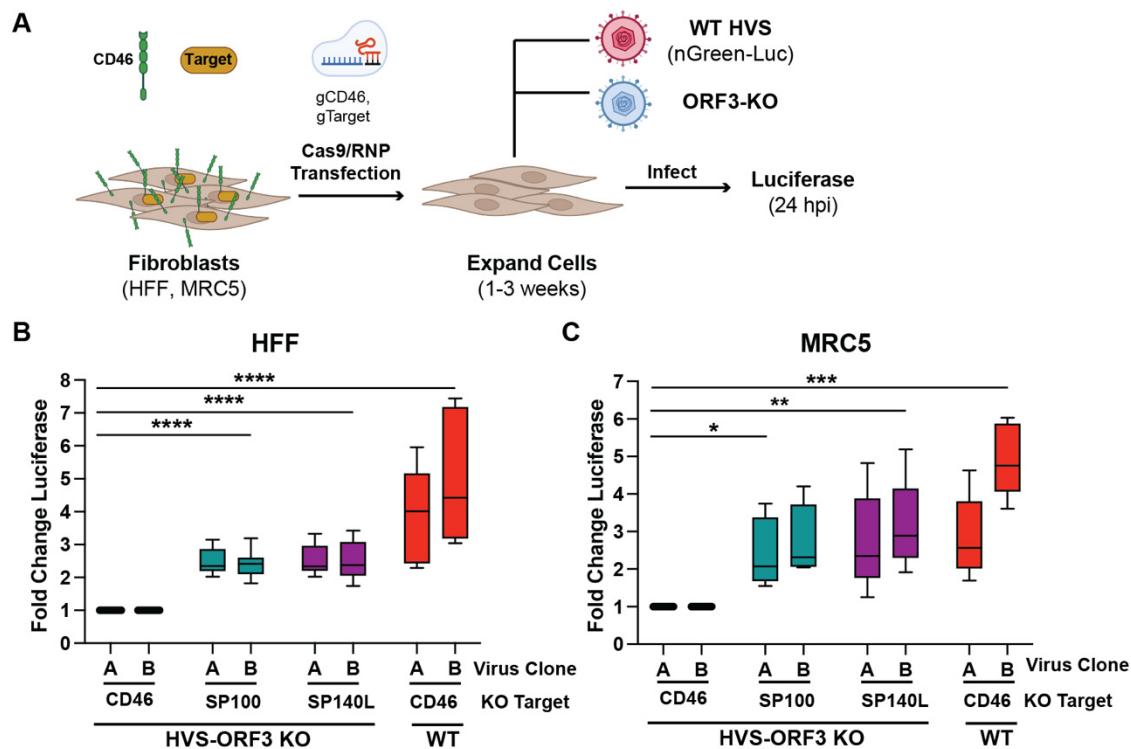 A
CD46
Target
gCD46,
gTarget
Cas9/RNP
Transfection
WT HVS
(nGreen-Luc)
ORF3-KO
Infect
Luciferase
(24 hpi)
Fibroblasts
(HFF, MRC5)
Expand Cells
(1-3 weeks)
B
HFF
Fold Change Luciferase
8
7
6
5
4
3
2
1
0
****
****
****
A B A B A B A B Virus Clone
CD46 SP100 SP140L CD46 KO Target
HVS-ORF3 KO WT
C
MRC5
Fold Change Luciferase
7
6
5
4
3
2
1
0
***
**
*
A B A B A B A B Virus Clone
CD46 SP100 SP140L CD46 KO Target
HVS-ORF3 KO WT